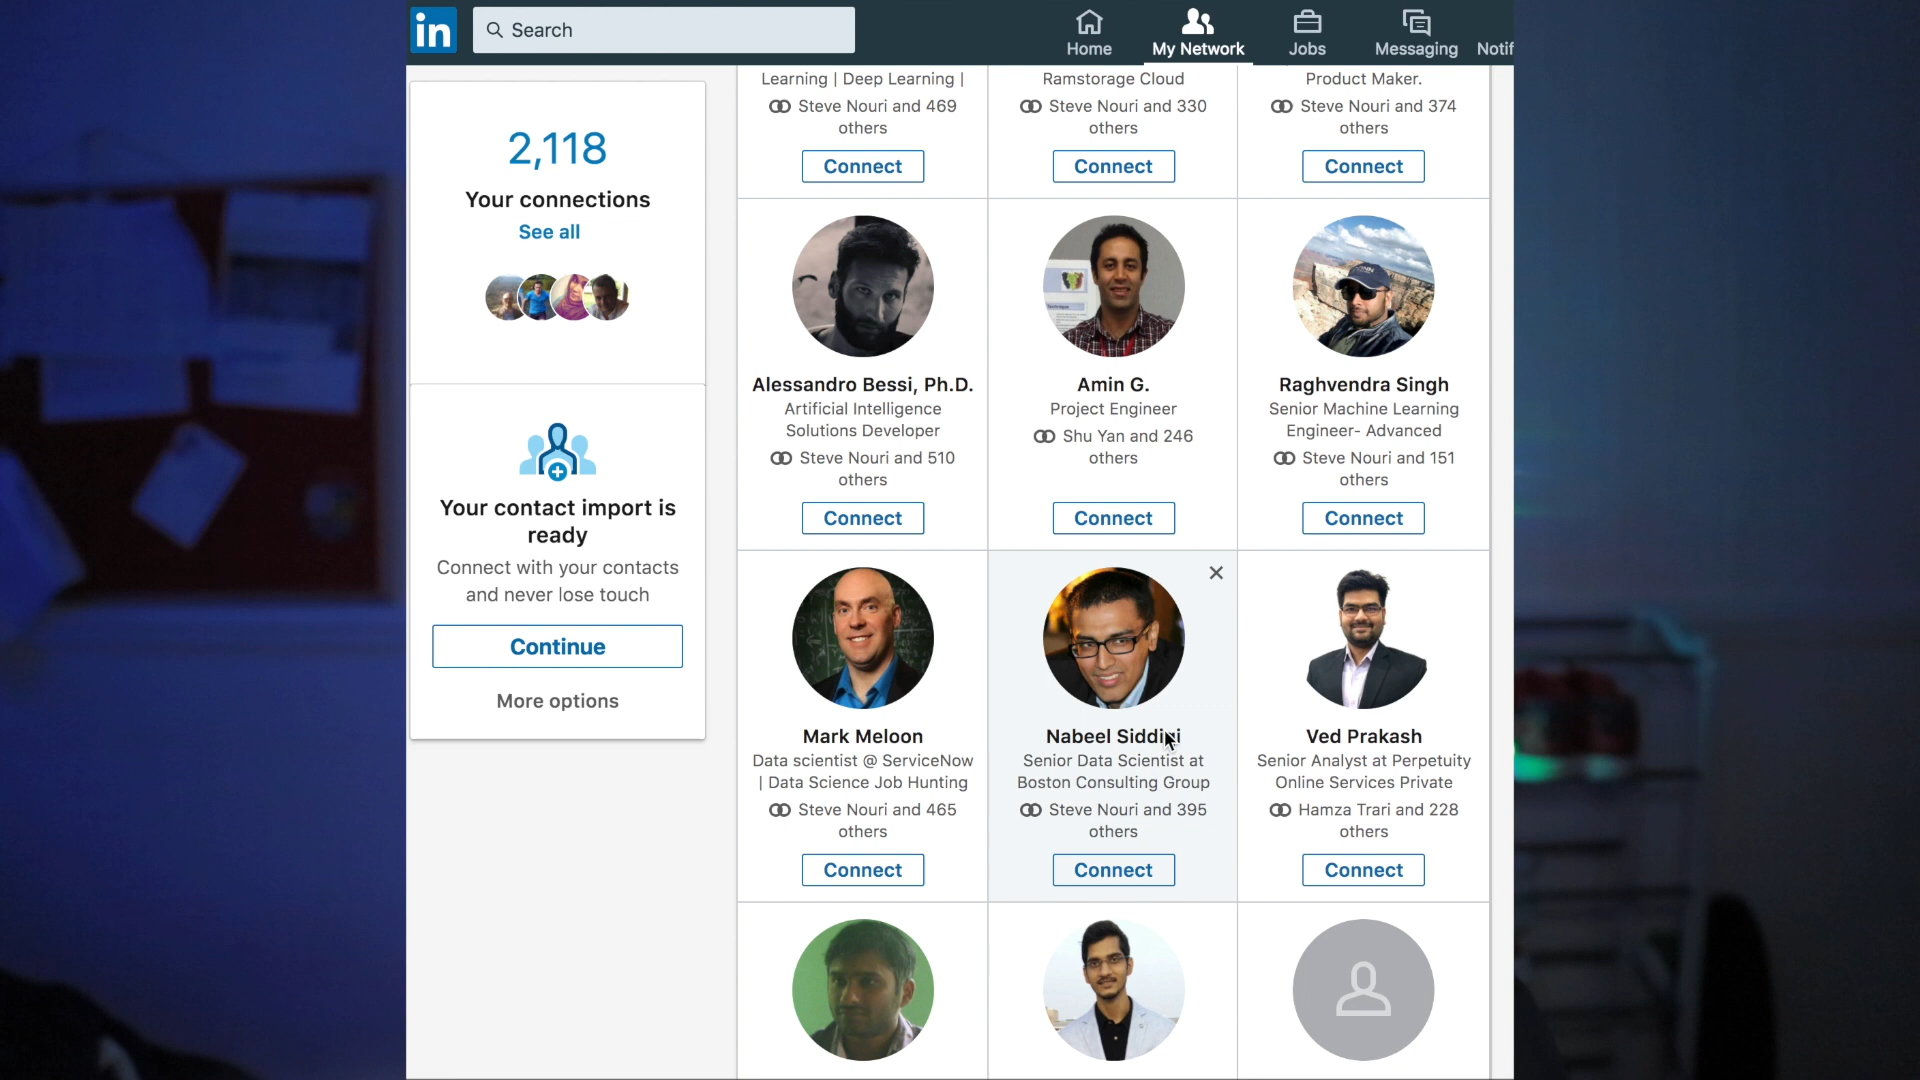 in
Search
Home
My Network
Jobs
Messaging
Notif
2,118
Your connections
See all
Your contact import is
ready
Connect with your contacts
and never lose touch
Continue
More options
Learning | Deep Learning |
Steve Nouri and 469
others
Connect
Ramstorage Cloud
Steve Nouri and 330
others
Connect
Product Maker.
Steve Nouri and 374
others
Connect
Alessandro Bessi, Ph.D.
Artificial Intelligence
Solutions Developer
Steve Nouri and 510
others
Connect
Amin G.
Project Engineer
Shu Yan and 246
others
Connect
Raghvendra Singh
Senior Machine Learning
Engineer- Advanced
Steve Nouri and 151
others
Connect
Mark Meloon
Data scientist @ ServiceNow
| Data Science Job Hunting
Steve Nouri and 465
others
Connect
Nabeel
Senior Data Scientist at
Boston Consulting Group
Steve Nouri and 395
others
Connect
Ved Prakash
Senior Analyst at Perpetuity
Online Services Private
Hamza Trari and 228
others
Connect